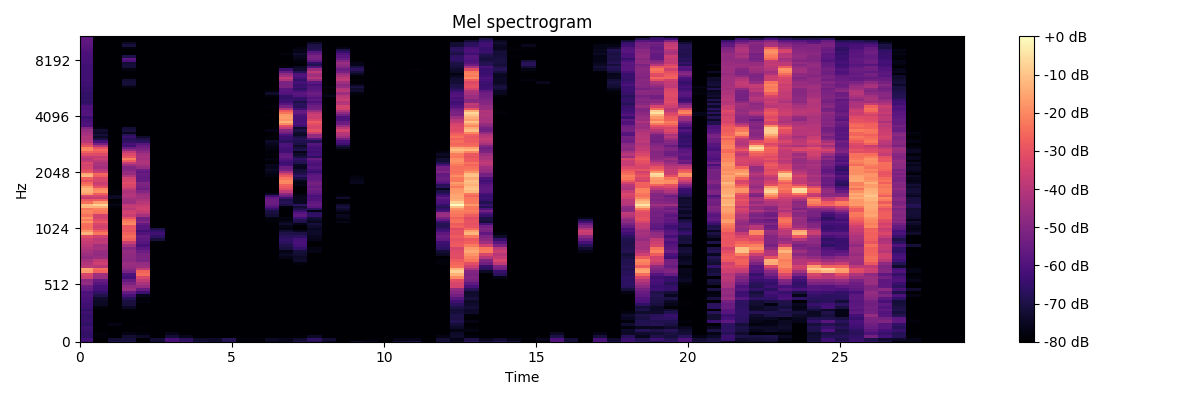 Mel spectrogram
8192
4096
2048
1024
512
0
Hz
0 5 10 15 20 25
Time
+0 dB
-10 dB
-20 dB
-30 dB
-40 dB
-50 dB
-60 dB
-70 dB
-80 dB